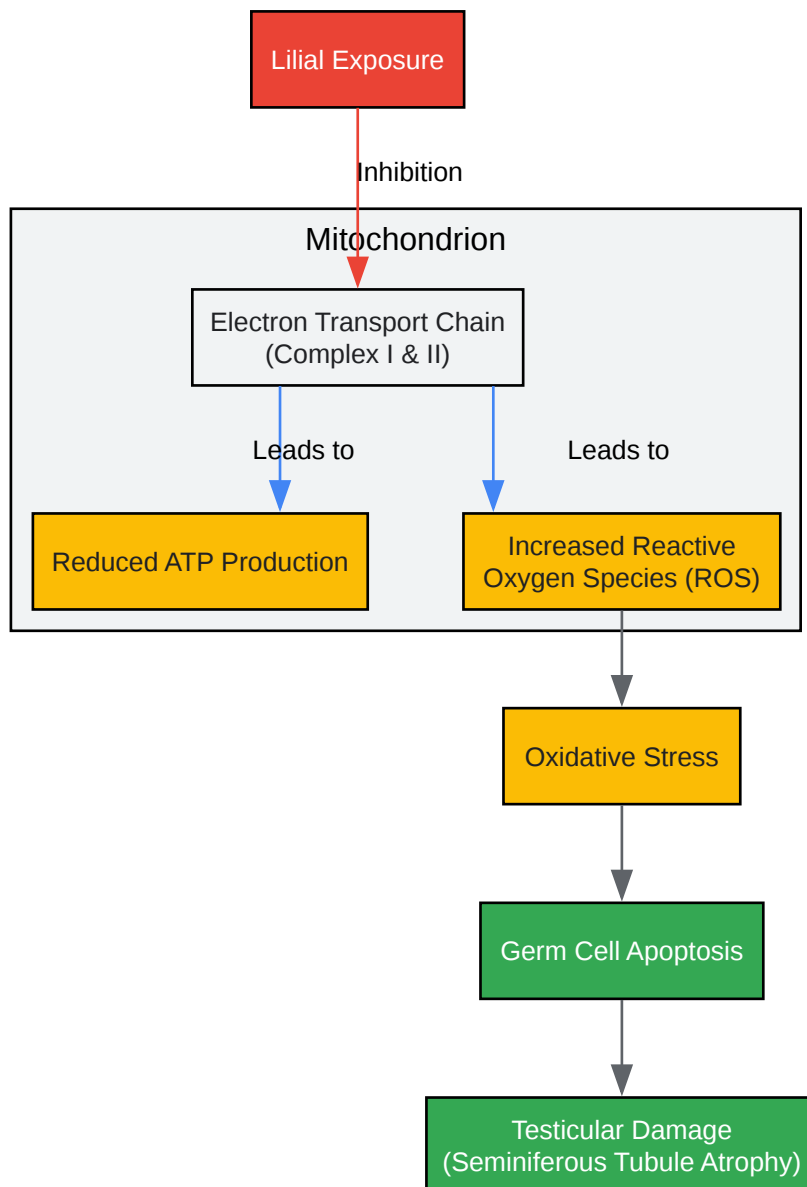 Lilial Exposure
Inhibition
Mitochondrion
Electron Transport Chain
(Complex I & II)
Leads to
Leads to
Reduced ATP Production
Increased Reactive
Oxygen Species (ROS)
Oxidative Stress
Germ Cell Apoptosis
Testicular Damage
(Seminiferous Tubule Atrophy)